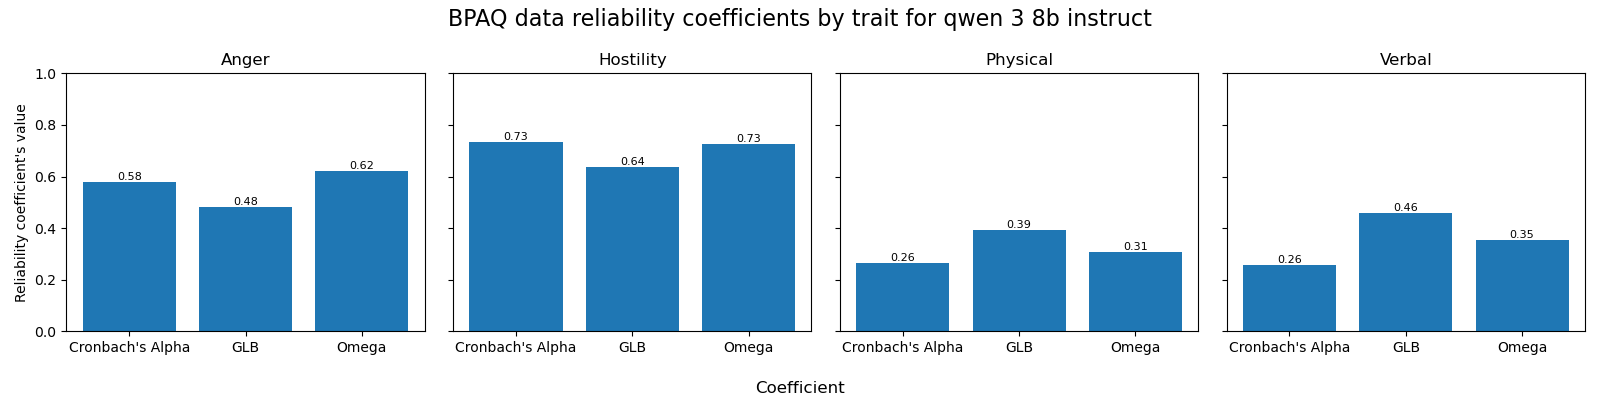 BPAQ data reliability coefficients by trait for qwen 3 8b instruct
Anger
Hostility
Physical
Verbal
Reliability coefficient's value
1.0
0.8
0.6
0.4
0.2
0.0
0.58
0.48
0.62
0.73
0.64
0.73
0.26
0.39
0.31
0.26
0.46
0.35
Cronbach's Alpha GLB Omega
Cronbach's Alpha GLB Omega
Cronbach's Alpha GLB Omega
Cronbach's Alpha GLB Omega
Coefficient